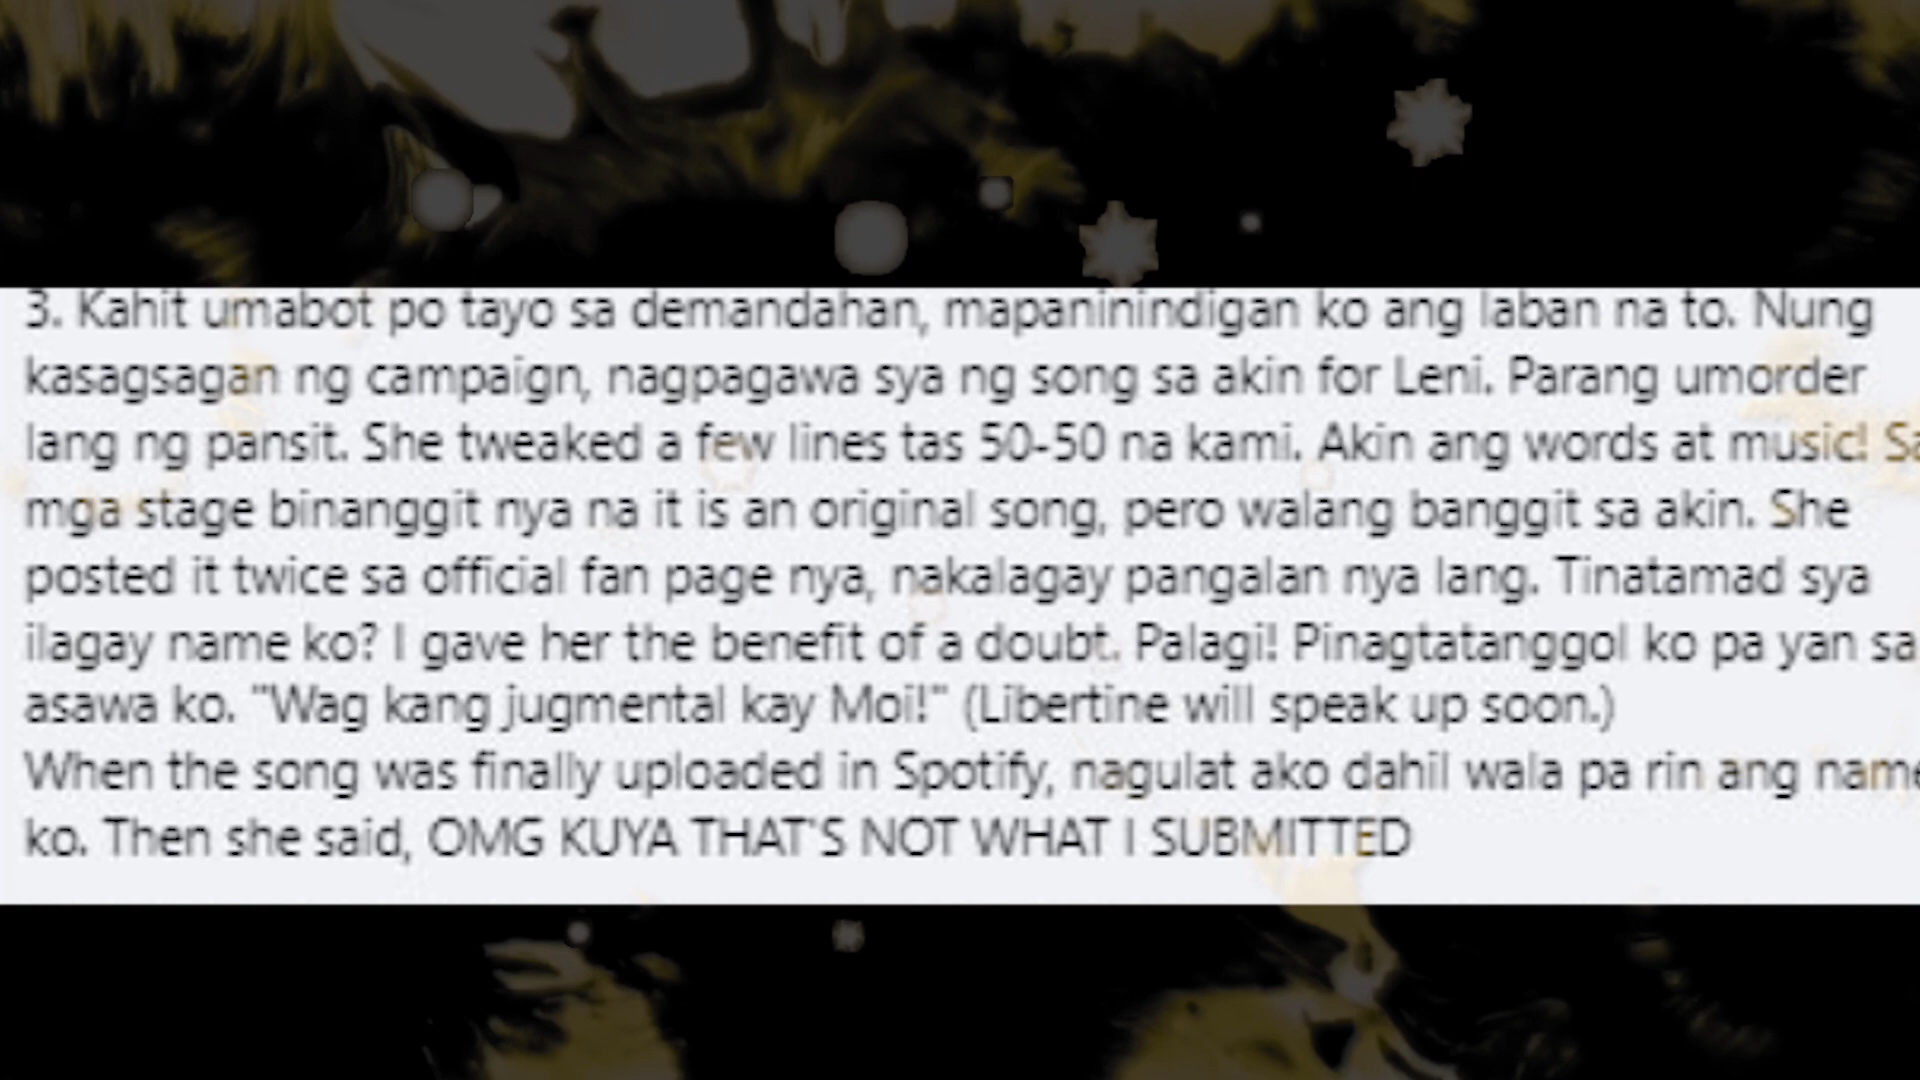 3. Kahit umabot po tayo sa demandahan, mapaninindigan ko ang laban na to. Nung
kasagsagan ng campaign, nagpagawa sya ng song sa akin for Leni. Parang umorder
lang ng pansit. She tweaked a few lines tas 50-50 na kami. Akin ang words at music! Sa
mga stage binanggit nya na it is an original song, pero walang banggit sa akin. She
posted it twice sa official fan page nya, nakalagay pangalan nya lang. Tinatamad sya
ilagay name ko? I gave her the benefit of a doubt. Palagi! Pinagtatanggol ko pa yan sa
asawa ko. "Wag kang jugmental kay Moi!" (Libertine will speak up soon.)
When the song was finally uploaded in Spotify, nagulat ako dahil wala pa rin ang name
ko. Then she said, OMG KUYA THAT'S NOT WHAT I SUBMITTED